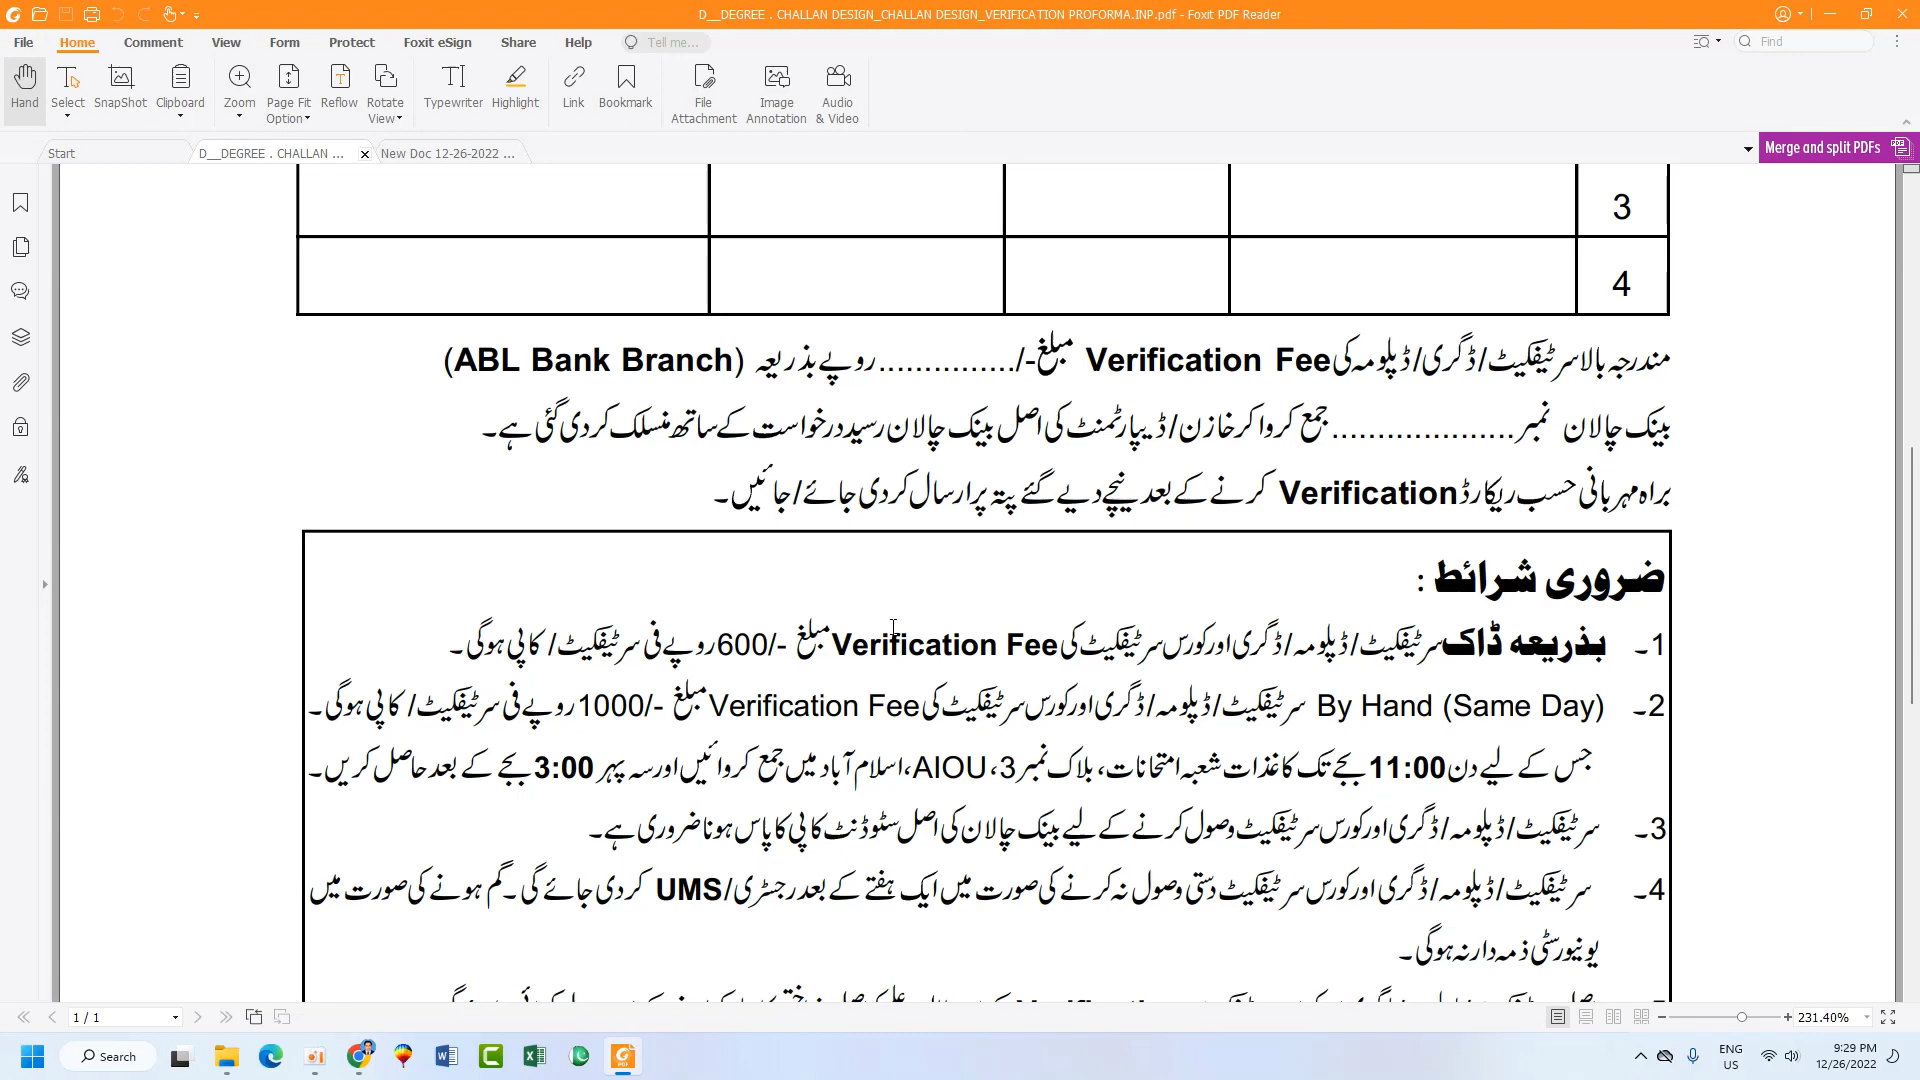 D__DEGREE . CHALLAN DESIGN_CHALLAN DESIGN_VERIFICATION PROFORMA.INP.pdf - Foxit PDF Reader
File Home Comment View Form Protect Foxit eSign Share Help Tell me... Find
Hand Select SnapShot Clipboard Zoom Page Fit Option Reflow Rotate View Typewriter Highlight Link Bookmark File Attachment Image Annotation Audio & Video
Start D__DEGREE . CHALLAN ... New Doc 12-26-2022 ... Merge and split PDFs
3
4
مندرجہ بالا سرٹیفکیٹ/ڈگری/ڈپلومہ کی Verification Fee مبلغ -/............... روپے بذریعہ (ABL Bank Branch)
بینک چالان نمبر .................... جمع کروا کر خازن/ڈیپارٹمنٹ کی اصل بینک چالان رسید درخواست کے ساتھ منسلک کر دی گئی ہے۔
براہ مہربانی حسب ریکارڈ Verification کرنے کے بعد نیچے دیے گئے پتہ پر ارسال کر دی جائے/جائیں۔
ضروری شرائط :
1۔ بذریعہ ڈاک سرٹیفکیٹ/ڈپلومہ/ڈگری اور کورس سرٹیفکیٹ کی Verification Fee مبلغ -/600 روپے فی سرٹیفکیٹ/ کاپی ہوگی۔
2۔ By Hand (Same Day) سرٹیفکیٹ/ڈپلومہ/ڈگری اور کورس سرٹیفکیٹ کی Verification Fee مبلغ -/1000 روپے فی سرٹیفکیٹ/ کاپی ہوگی۔
جس کے لیے دن 11:00 بجے تک کاغذات شعبہ امتحانات، بلاک نمبر 3، AIOU، اسلام آباد میں جمع کروائیں اور سہ پہر 3:00 بجے کے بعد حاصل کریں۔
3۔ سرٹیفکیٹ/ڈپلومہ/ڈگری اور کورس سرٹیفکیٹ وصول کرنے کے لیے بینک چالان کی اصل سٹوڈنٹ کاپی کا پاس ہونا ضروری ہے۔
4۔ سرٹیفکیٹ/ڈپلومہ/ڈگری اور کورس سرٹیفکیٹ دستی وصول نہ کرنے کی صورت میں ایک ہفتے کے بعد رجسٹری/UMS کر دی جائے گی۔ گم ہونے کی صورت میں
یونیورسٹی ذمہ دار نہ ہوگی۔
1 / 1 231.40%
Search ENG US 9:29 PM 12/26/2022